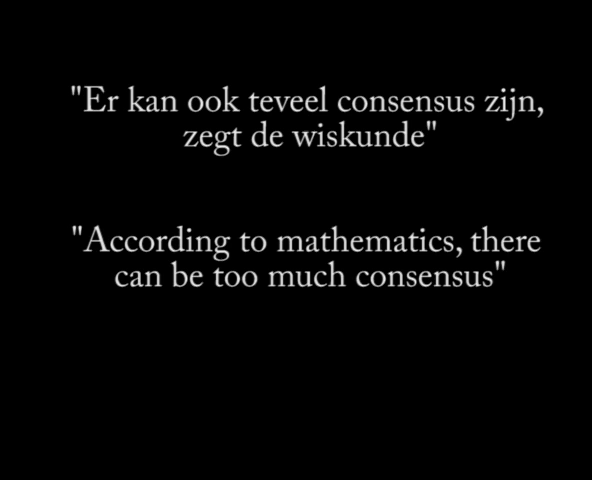 "Er kan ook teveel consensus zijn,
zegt de wiskunde"
"According to mathematics, there
can be too much consensus"